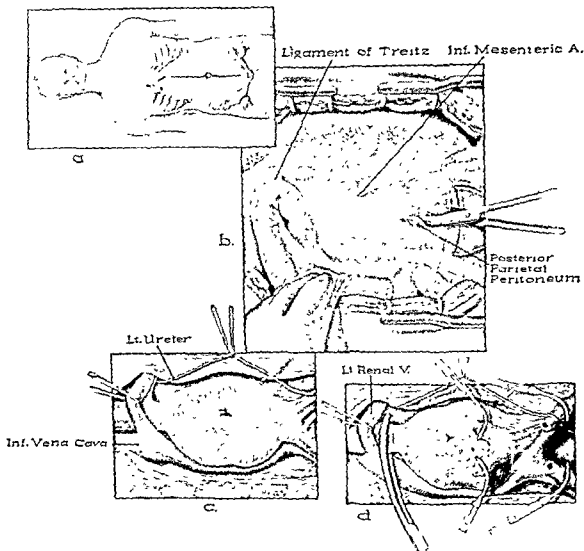 Ligament of Treitz
Inf. Mesenteric A.
a
b.
Posterior
Parietal
Peritoneum
Lt. Ureter
Lt Renal V.
Inf. Vena Cava
c.
d